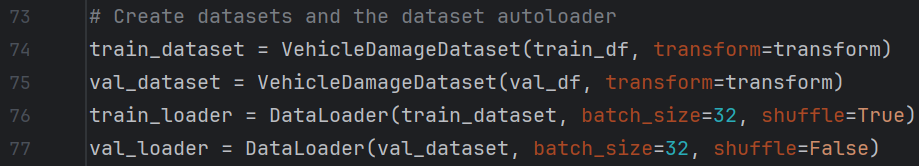 73 # Create datasets and the dataset autoloader
74 train_dataset = VehicleDamageDataset(train_df, transform=transform)
75 val_dataset = VehicleDamageDataset(val_df, transform=transform)
76 train_loader = DataLoader(train_dataset, batch_size=32, shuffle=True)
77 val_loader = DataLoader(val_dataset, batch_size=32, shuffle=False)